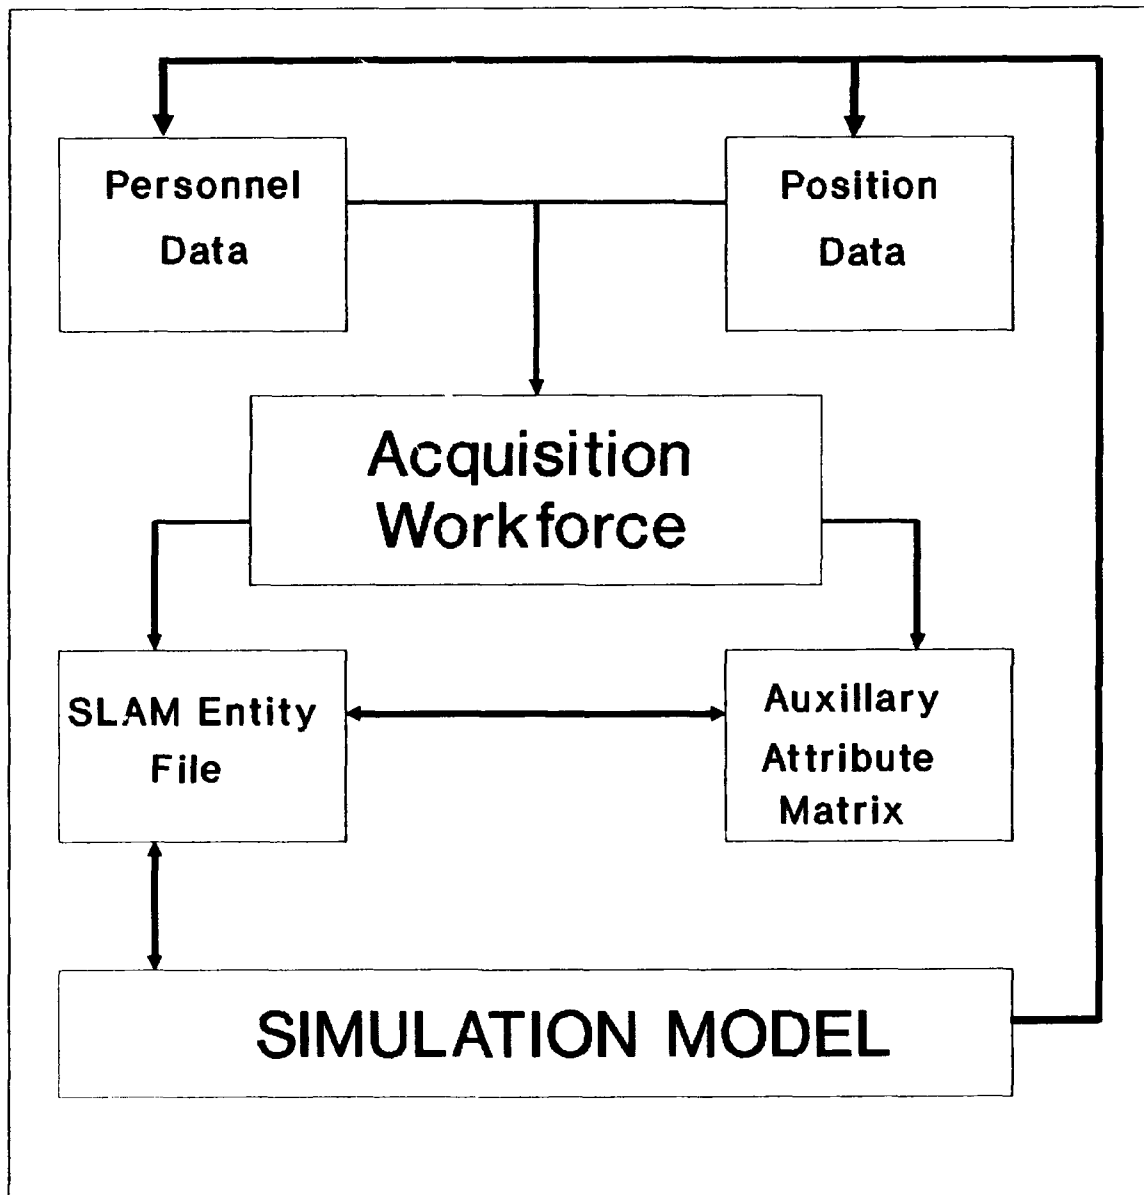 Personnel
Data
Position
Data
Acquisition
Workforce
SLAM Entity
File
Auxillary
Attribute
Matrix
SIMULATION MODEL